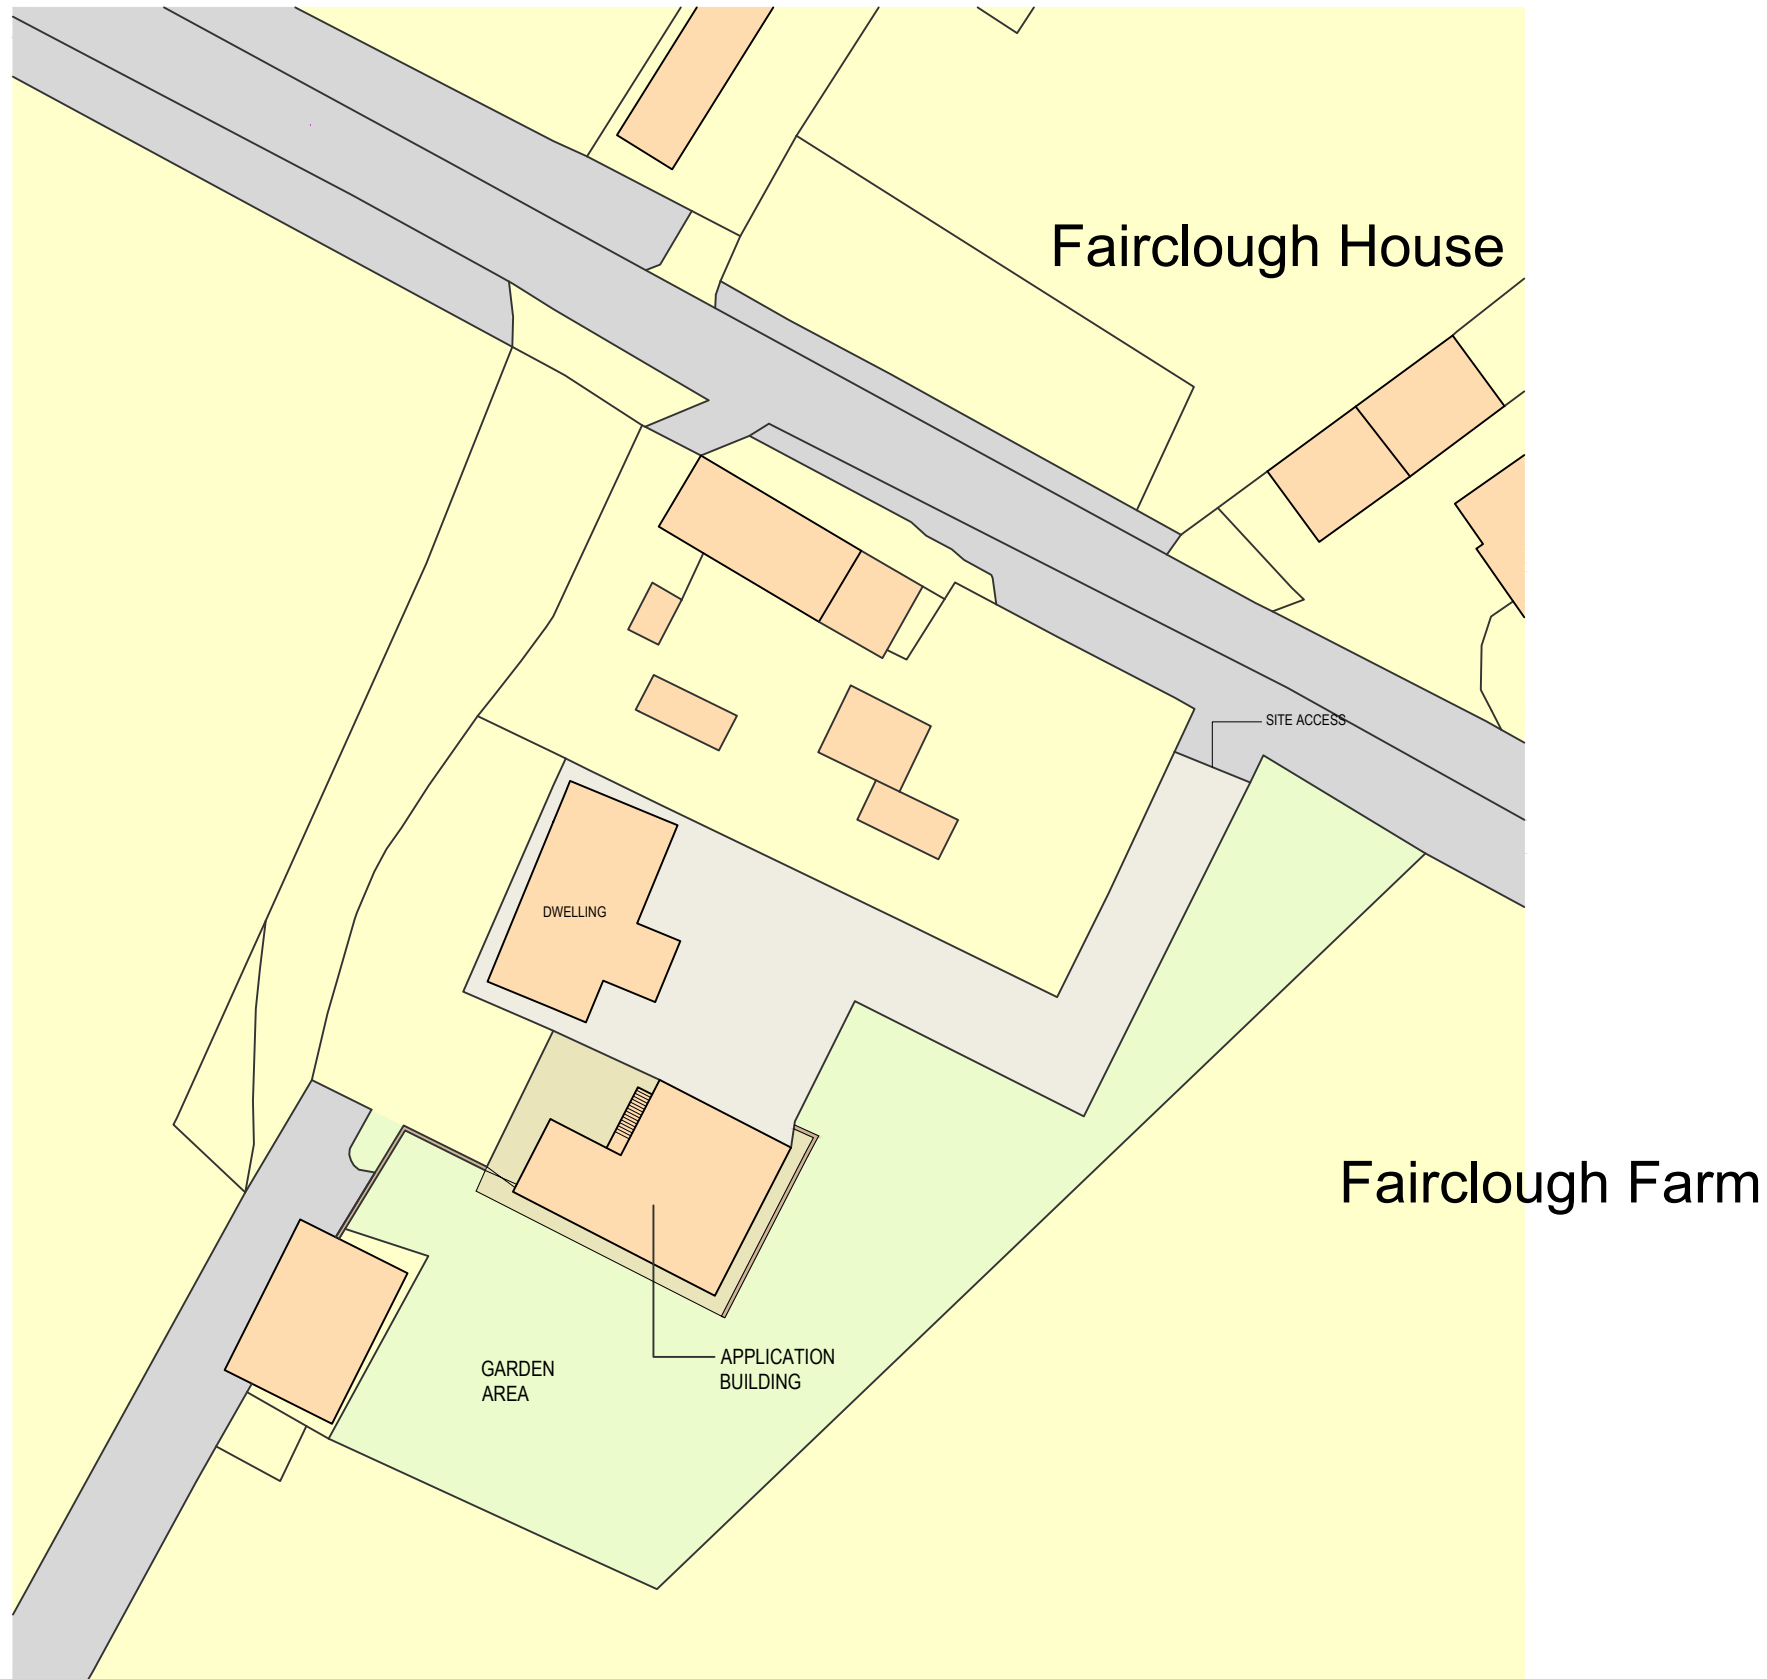 Fairclough House
SITE ACCESS
DWELLING
Fairclough Farm
APPLICATION
BUILDING
GARDEN
AREA